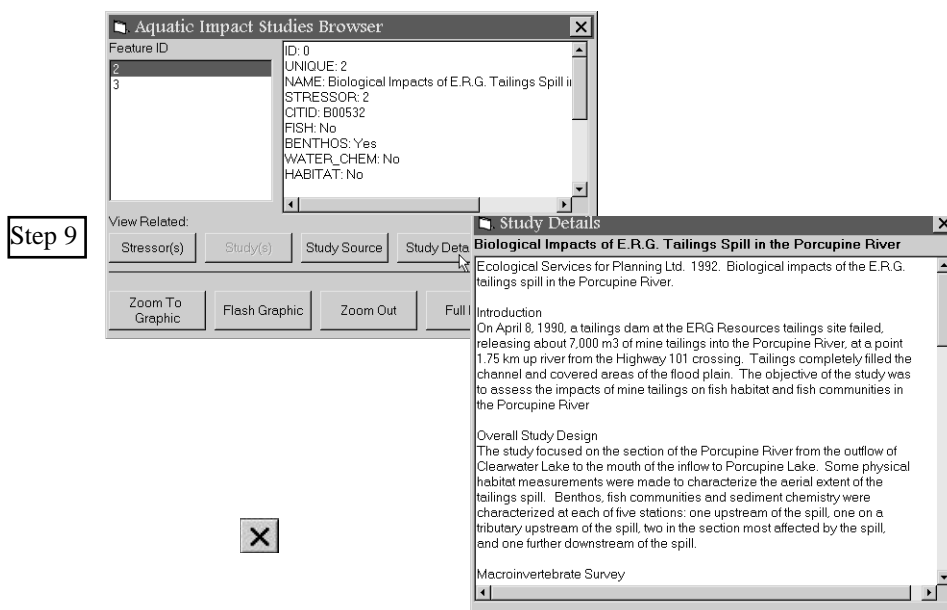 Aquatic Impact Studies Browser
Feature ID
2
3
ID: 0
UNIQUE: 2
NAME: Biological Impacts of E.R.G. Tailings Spill
STRESSOR: 2
CITID: B00532
FISH: No
BENTHOS: Yes
WATER_CHEM: No
HABITAT: No
View Related:
Stressor(s)
Study(s)
Study Source
Study Deta
Zoom To
Graphic
Flash Graphic
Zoom Out
Full
Step 9
Study Details
Biological Impacts of E.R.G. Tailings Spill in the Porcupine River
Ecological Services for Planning Ltd. 1992. Biological impacts of the E.R.G.
tailings spill in the Porcupine River.
Introduction
On April 8, 1990, a tailings dam at the ERG Resources tailings site failed,
releasing about 7,000 m3 of mine tailings into the Porcupine River, at a point
1.75 km up river from the Highway 101 crossing. Tailings completely filled the
channel and covered areas of the flood plain. The objective of the study was
to assess the impacts of mine tailings on fish habitat and fish communities in
the Porcupine River
Overall Study Design
The study focused on the section of the Porcupine River from the outflow of
Clearwater Lake to the mouth of the inflow to Porcupine Lake. Some physical
habitat measurements were made to characterize the aerial extent of the
tailings spill. Benthos, fish communities and sediment chemistry were
characterized at each of five stations: one upstream of the spill, one on a
tributary upstream of the spill, two in the section most affected by the spill,
and one further downstream of the spill.
Macroinvertebrate Survey